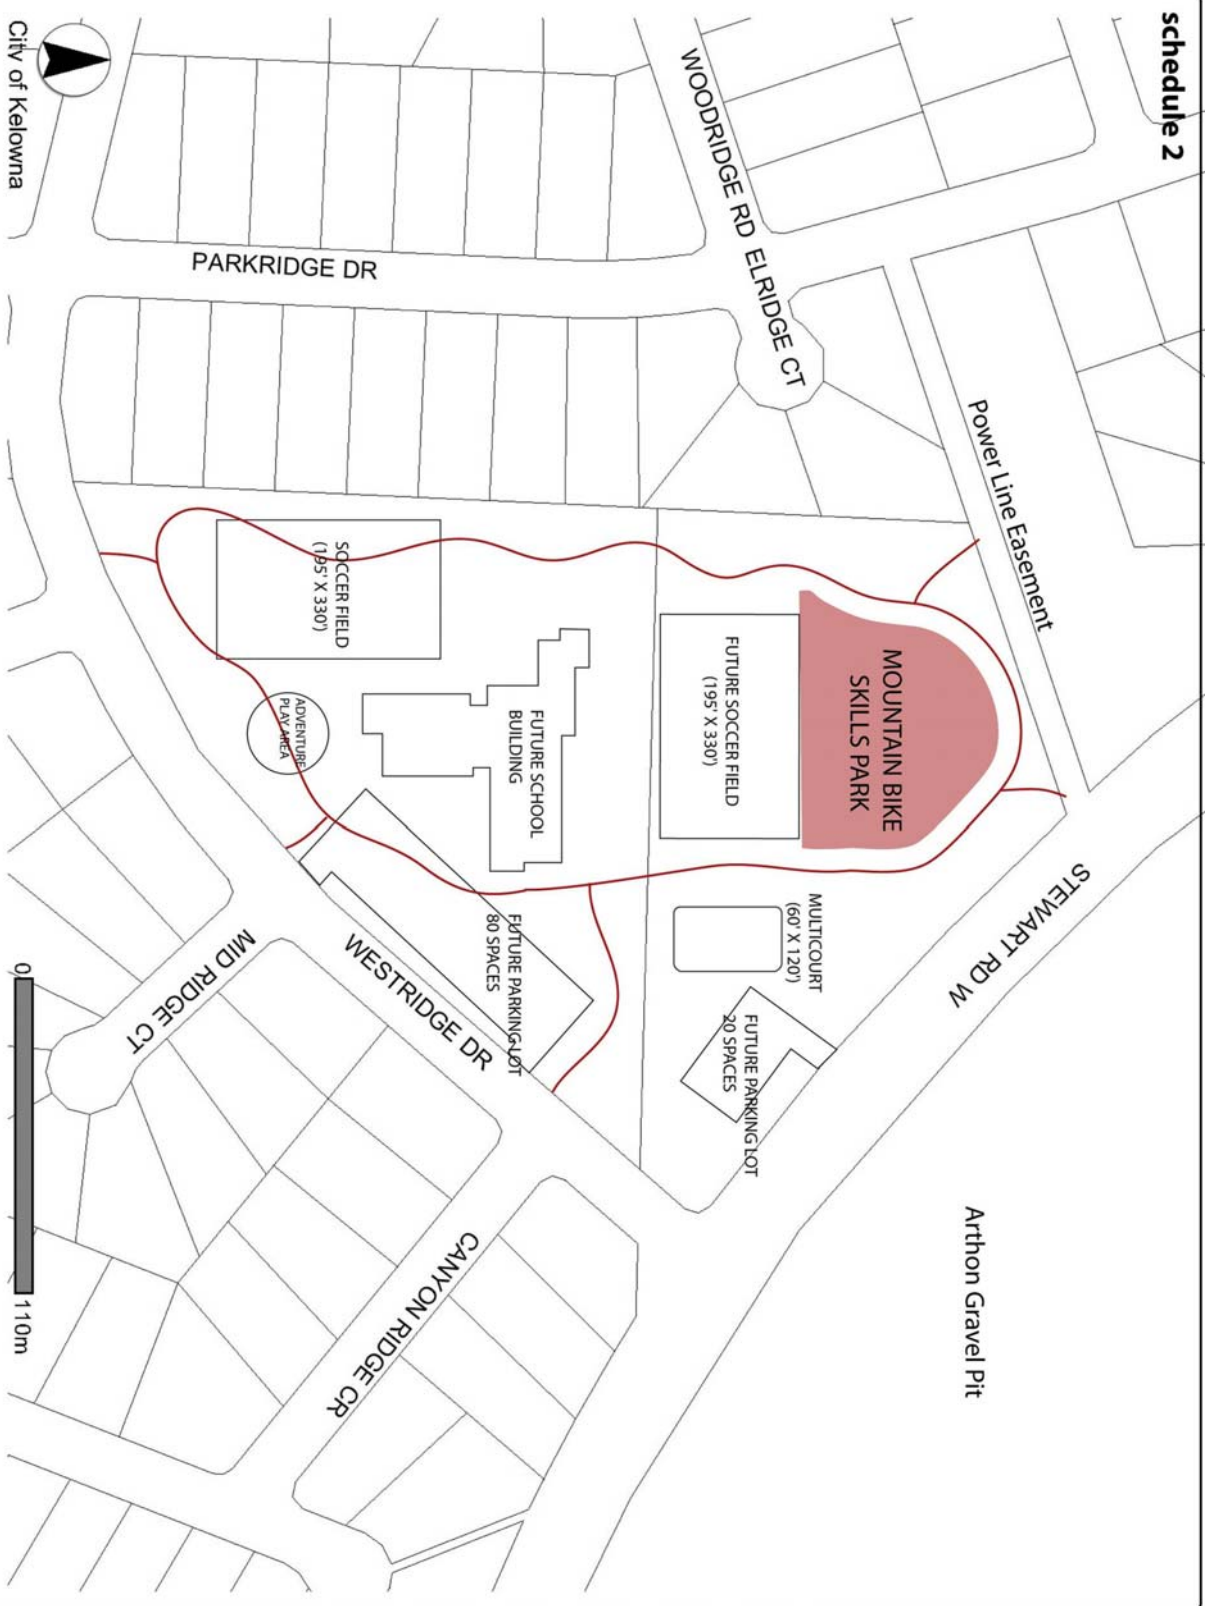 schedule 2
Power Line Easement
STEWART RD W
Arthon Gravel Pit
MOUNTAIN BIKE
SKILLS PARK
WOODRIDGE RD
ELRIDGE CT
FUTURE SOCCER FIELD
(195' X 330')
MULTICOURT
(60' X 120')
FUTURE PARKING LOT
20 SPACES
FUTURE SCHOOL
BUILDING
FUTURE PARKING LOT
80 SPACES
PARKRIDGE DR
SOCCER FIELD
(195' X 330')
ADVENTURE
PLAY AREA
WESTRIDGE DR
CANYON RIDGE CR
MID RIDGE CT
City of Kelowna
0
110m